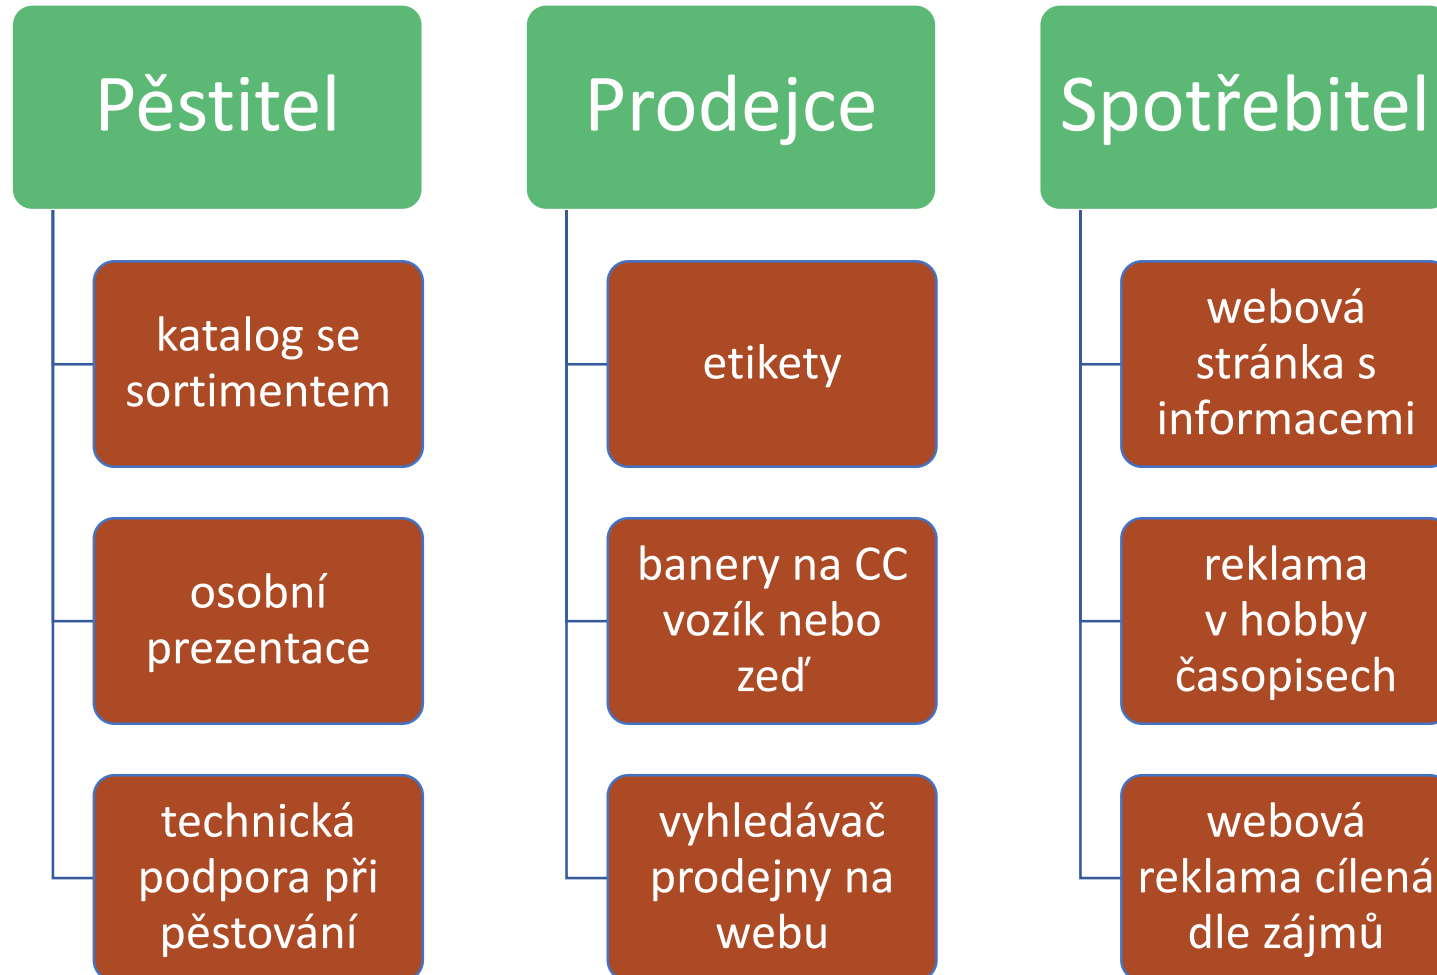 Pěstitel
katalog se
sortimentem
osobní
prezentace
technická
podpora při
pěstování
Prodejce
etikety
banery na CC
vozík nebo
zeď
vyhledávač
prodejny na
webu
Spotřebitel
webová
stránka s
informacemi
reklama
v hobby
časopisech
webová
reklama cílená
dle zájmů